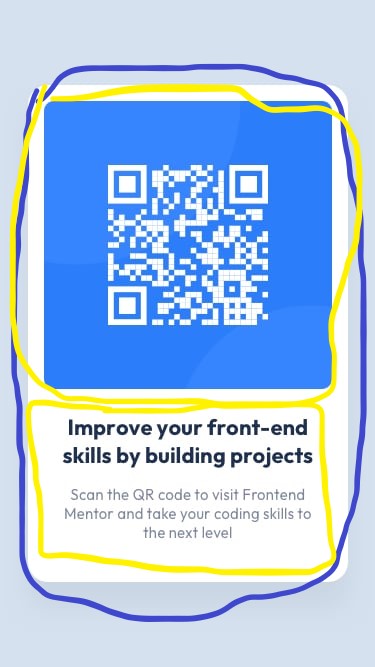 Improve your front-end
skills by building projects
Scan the QR code to visit Frontend
Mentor and take your coding skills to
the next level